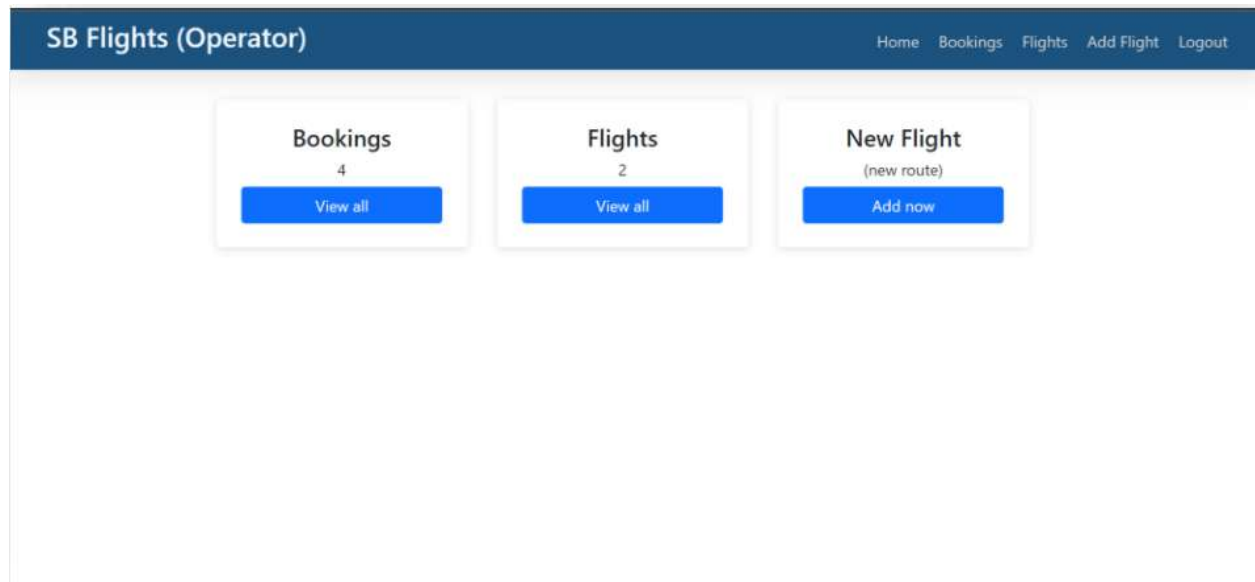 SB Flights (Operator)
Home Bookings Flights Add Flight Logout
Bookings
4
View all
Flights
2
View all
New Flight
(new route)
Add now